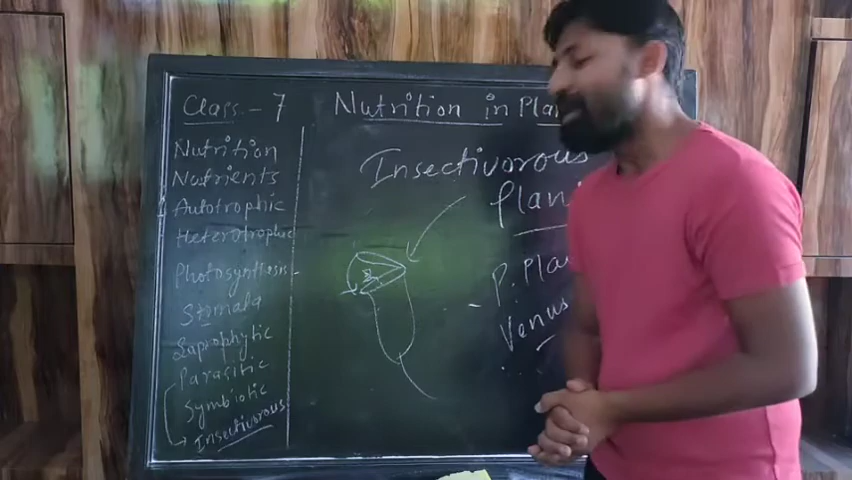 Class - 7
Nutrition
Nutrients
Autotrophic
Heterotrophic
Photosynthesis
Stomata
Saprophytic
Parasitic
Symbiotic
Insectivorous
Nutrition in Pla
Insectivorous
Plan
P. Pla
Venus